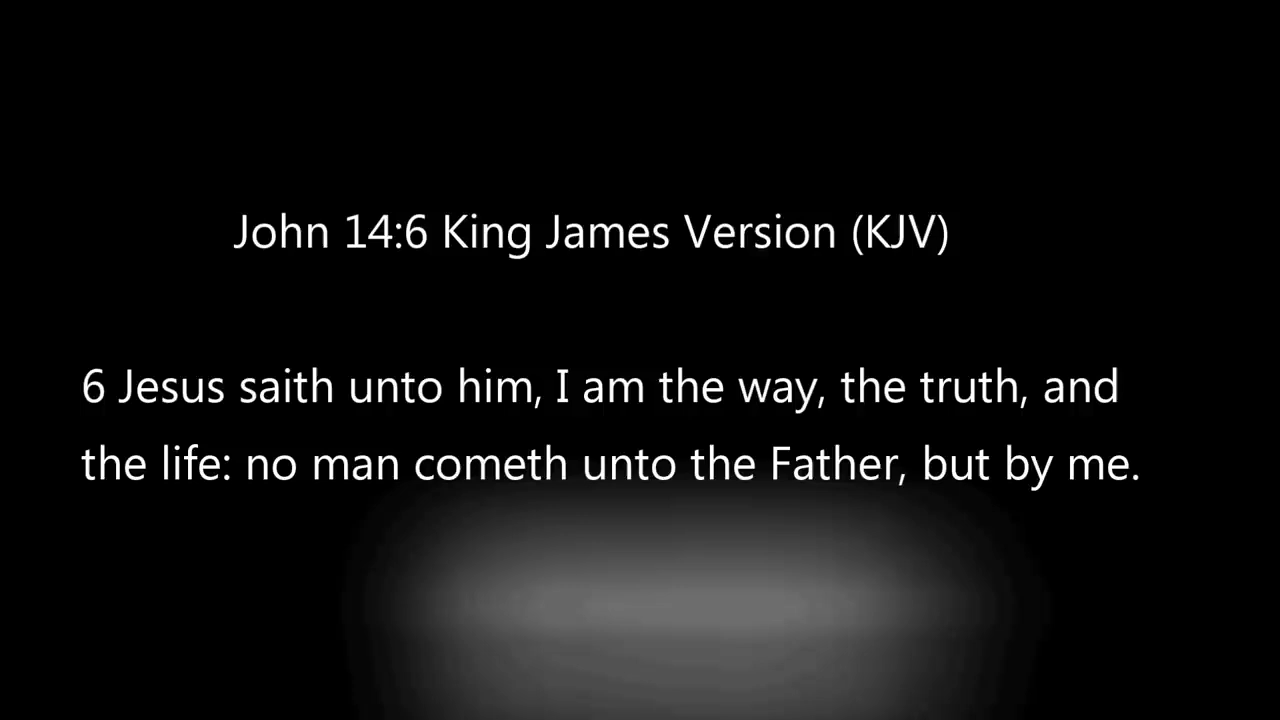 John 14:6 King James Version (KJV)
6 Jesus saith unto him, I am the way, the truth, and
the life: no man cometh unto the Father, but by me.